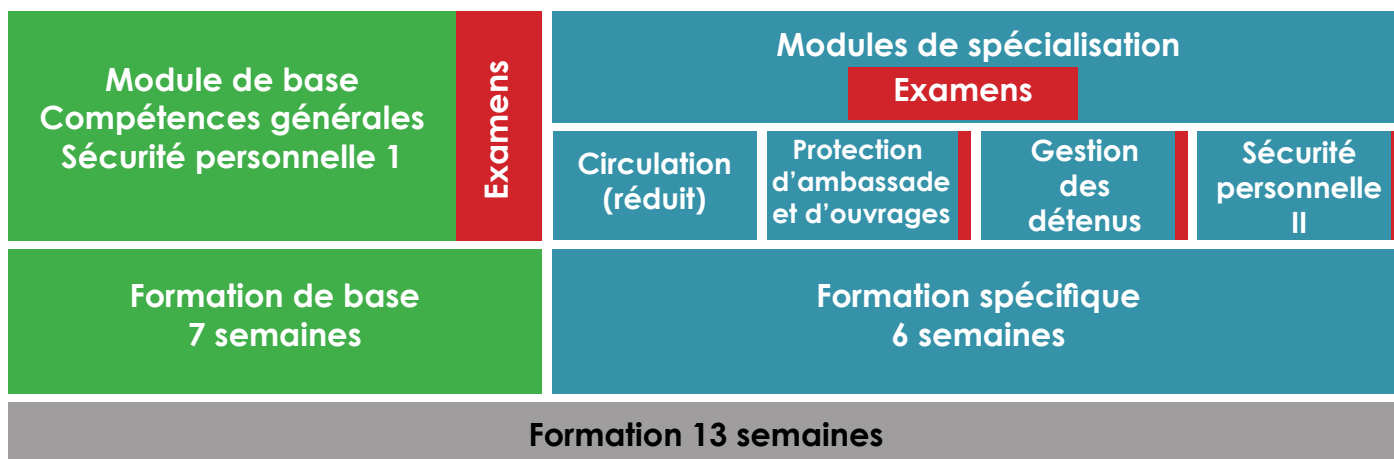 Module de base
Compétences générales
Sécurité personnelle 1
Examens
Modules de spécialisation
Examens
Circulation
(réduit)
Protection
d’ambassade
et d’ouvrages
Gestion
des
détenus
Sécurité
personnelle
II
Formation de base
7 semaines
Formation spécifique
6 semaines
Formation 13 semaines